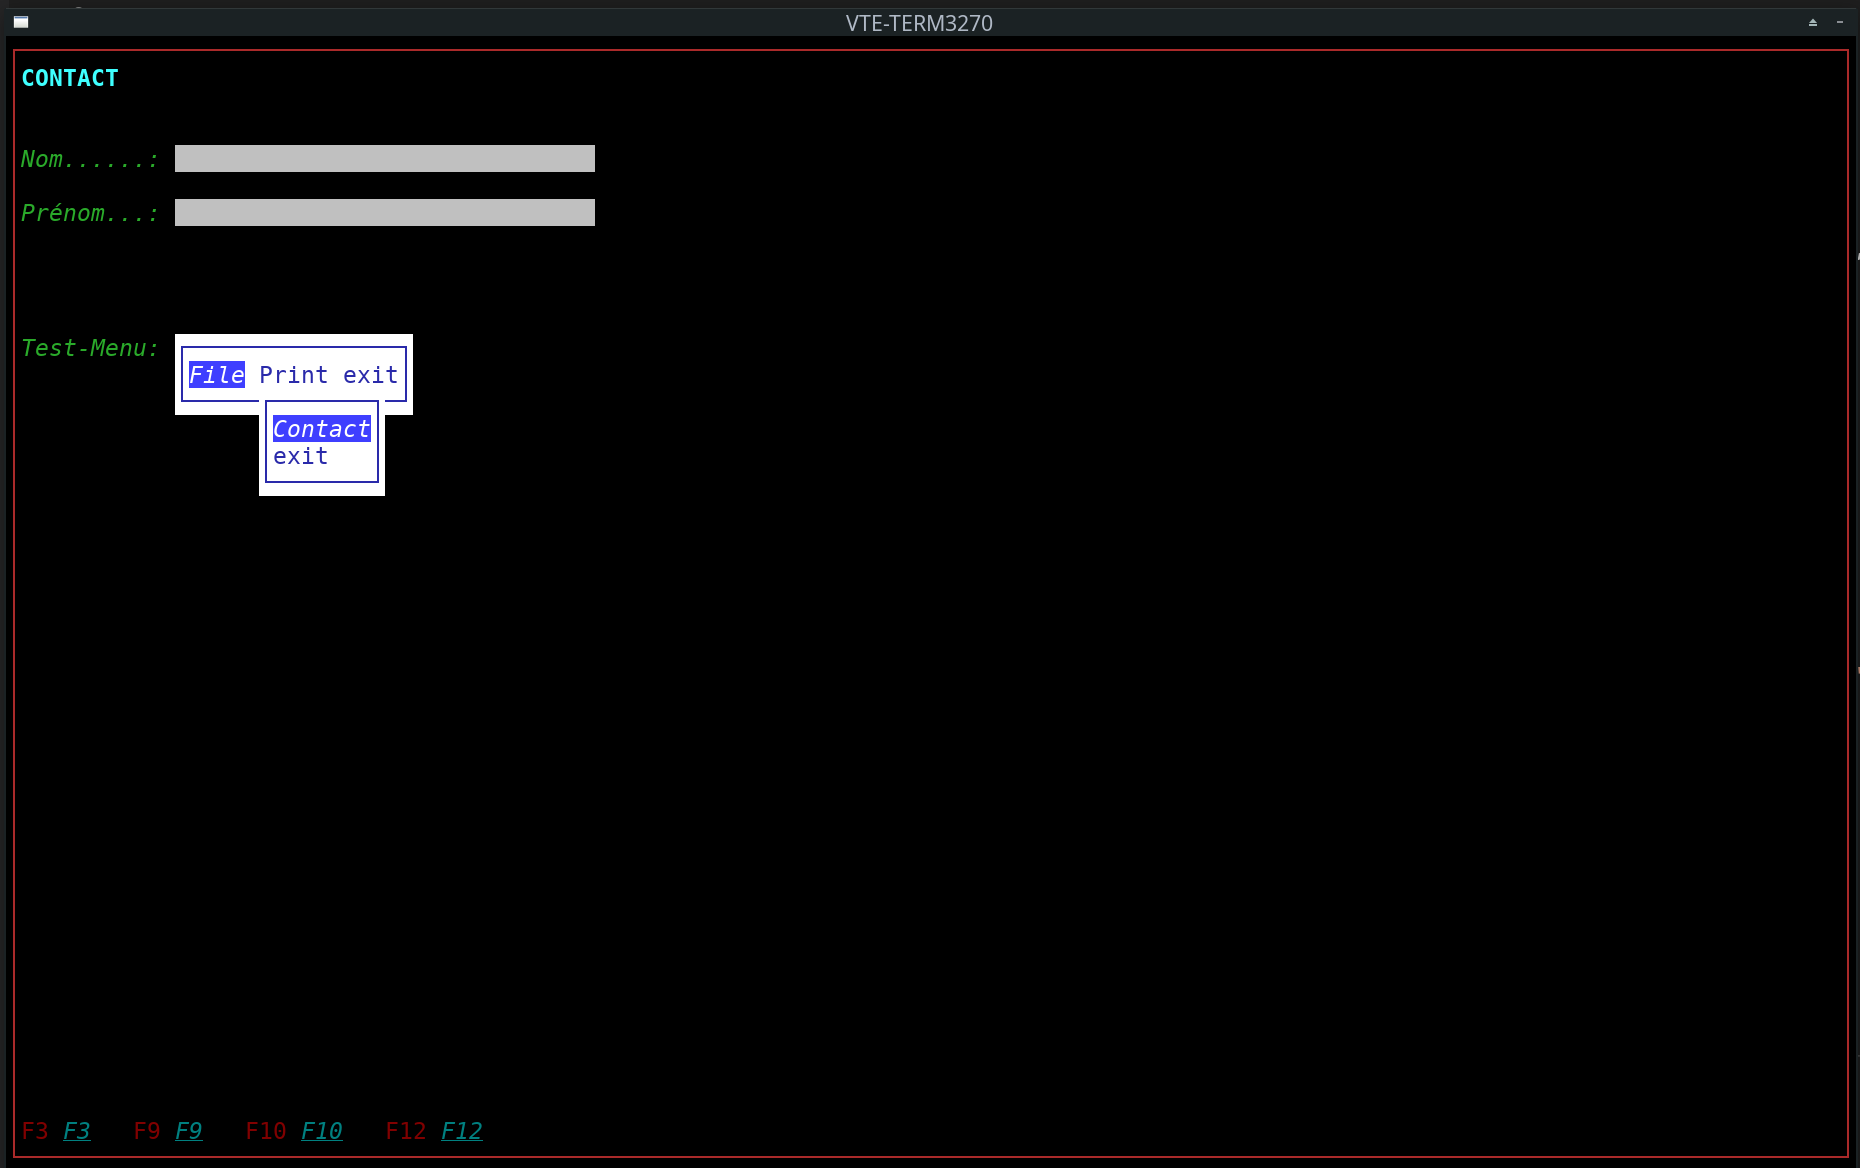 VTE-TERM3270
CONTACT
Nom......:
Prénom...:
Test-Menu:
File Print exit
Contact
exit
F3 F3 F9 F9 F10 F10 F12 F12